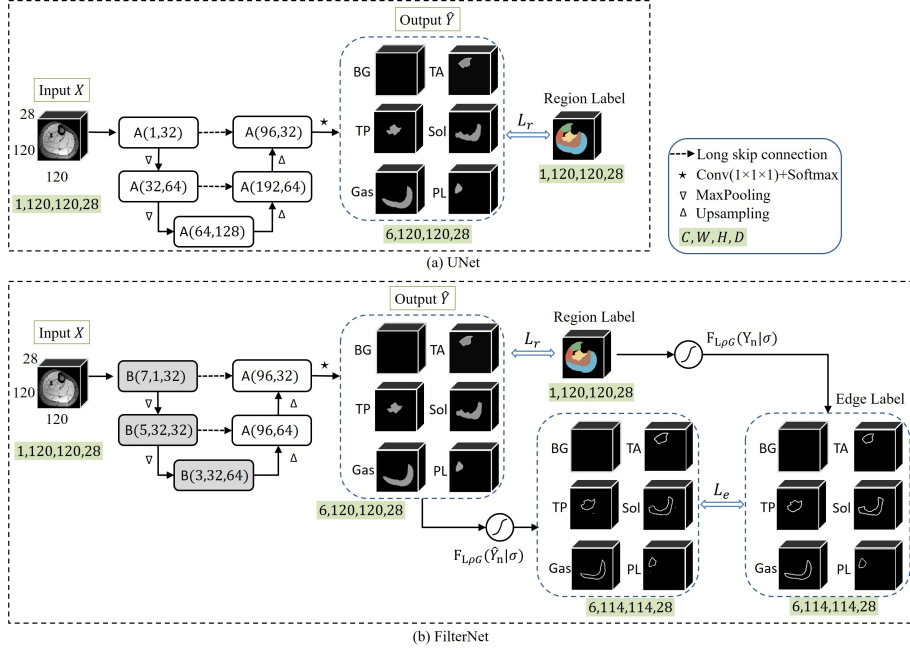 Output Ŷ
BG TA
TP Sol
Gas PL
6,120,120,28
Input X
28
120
120
1,120,120,28
A(1,32) A(96,32) ⋆
∇ Δ
A(32,64) A(192,64)
∇ Δ
A(64,128)
L_r
Region Label
1,120,120,28
Long skip connection
⋆ Conv(1×1×1)+Softmax
∇ MaxPooling
Δ Upsampling
C, W, H, D
(a) UNet
Output Ŷ
BG TA
TP Sol
Gas PL
6,120,120,28
Input X
28
120
120
1,120,120,28
B(7,1,32) A(96,32) ⋆
∇ Δ
B(5,32,32) A(96,64)
∇ Δ
B(3,32,64)
L_r
Region Label
1,120,120,28
F_LρG(Y_n|σ)
Edge Label
F_LρG(Ŷ_n|σ)
BG TA
TP Sol
Gas PL
6,114,114,28
L_e
BG TA
TP Sol
Gas PL
6,114,114,28
(b) FilterNet